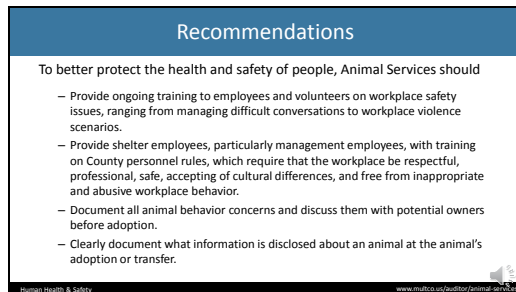 Recommendations
To better protect the health and safety of people, Animal Services should
– Provide ongoing training to employees and volunteers on workplace safety
issues, ranging from managing difficult conversations to workplace violence
scenarios.
– Provide shelter employees, particularly management employees, with training
on County personnel rules, which require that the workplace be respectful,
professional, safe, accepting of cultural differences, and free from inappropriate
and abusive workplace behavior.
– Document all animal behavior concerns and discuss them with potential owners
before adoption.
– Clearly document what information is disclosed about an animal at the animal's
adoption or transfer.
Human Health & Safety
www.multco.us/auditor/animal-services